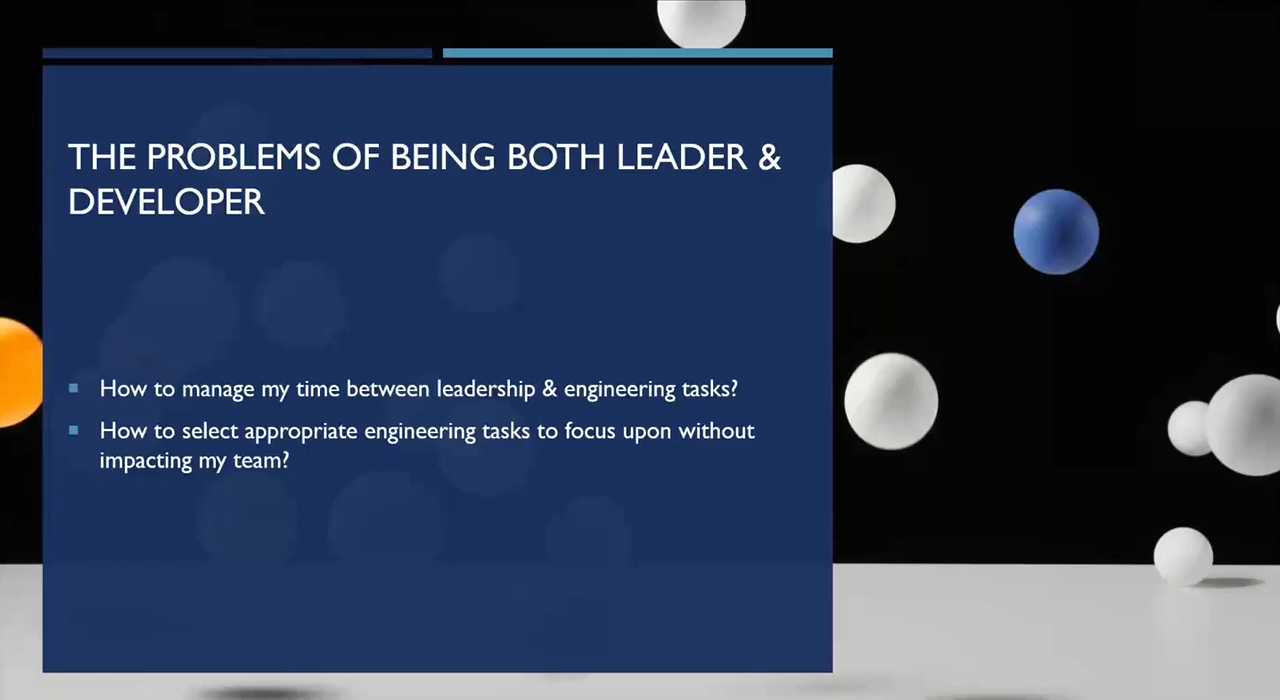 THE PROBLEMS OF BEING BOTH LEADER &
DEVELOPER
How to manage my time between leadership & engineering tasks?
How to select appropriate engineering tasks to focus upon without
impacting my team?